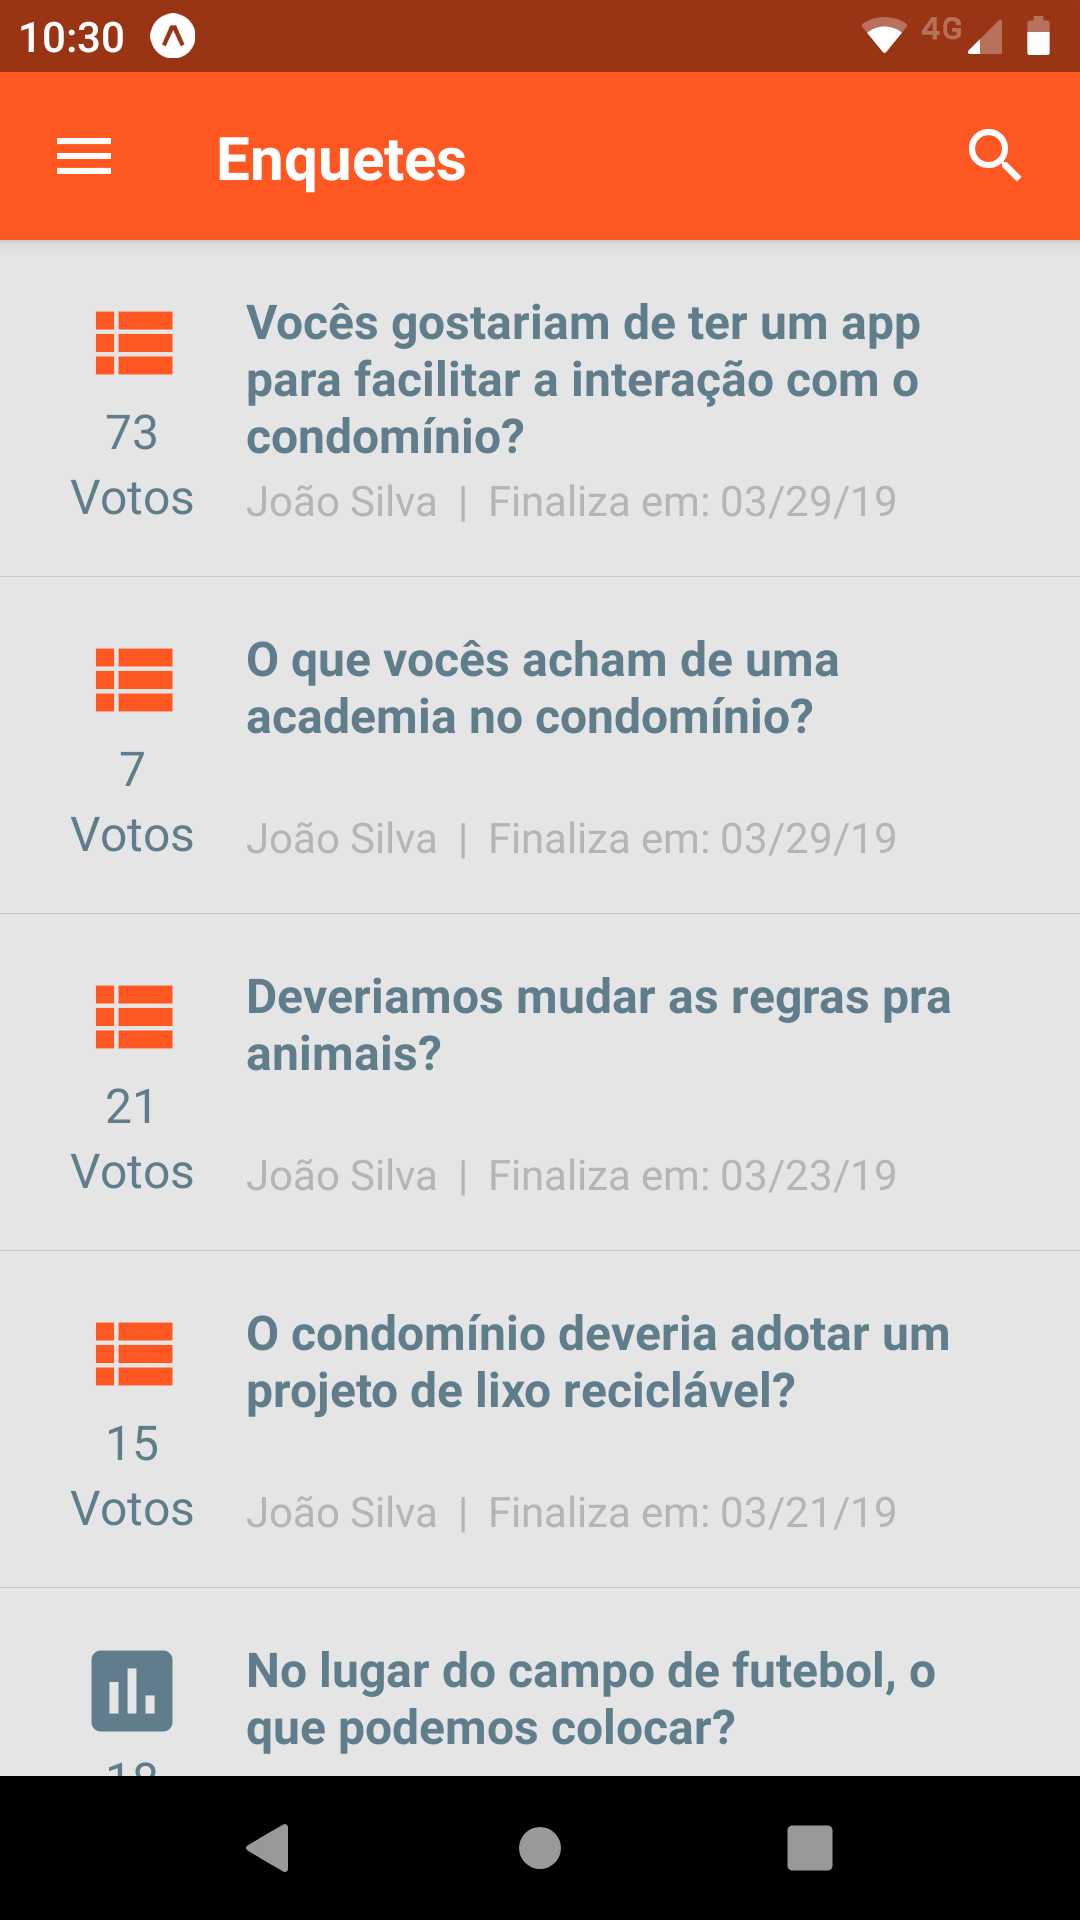 10:30
4G
Enquetes
Vocês gostariam de ter um app
para facilitar a interação com o
condomínio?
73
Votos
João Silva | Finaliza em: 03/29/19
O que vocês acham de uma
academia no condomínio?
7
Votos
João Silva | Finaliza em: 03/29/19
Deveriamos mudar as regras pra
animais?
21
Votos
João Silva | Finaliza em: 03/23/19
O condomínio deveria adotar um
projeto de lixo reciclável?
15
Votos
João Silva | Finaliza em: 03/21/19
No lugar do campo de futebol, o
que podemos colocar?